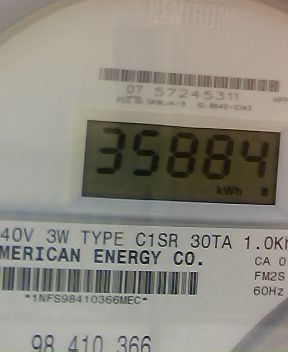 CENTRON
07 57245311
35884
kWh
40V 3W TYPE C1SR 30TA 1.0K
MERICAN ENERGY CO.
CA 0
FM2S
60Hz
*1NFS98410366MEC*
98 410 366